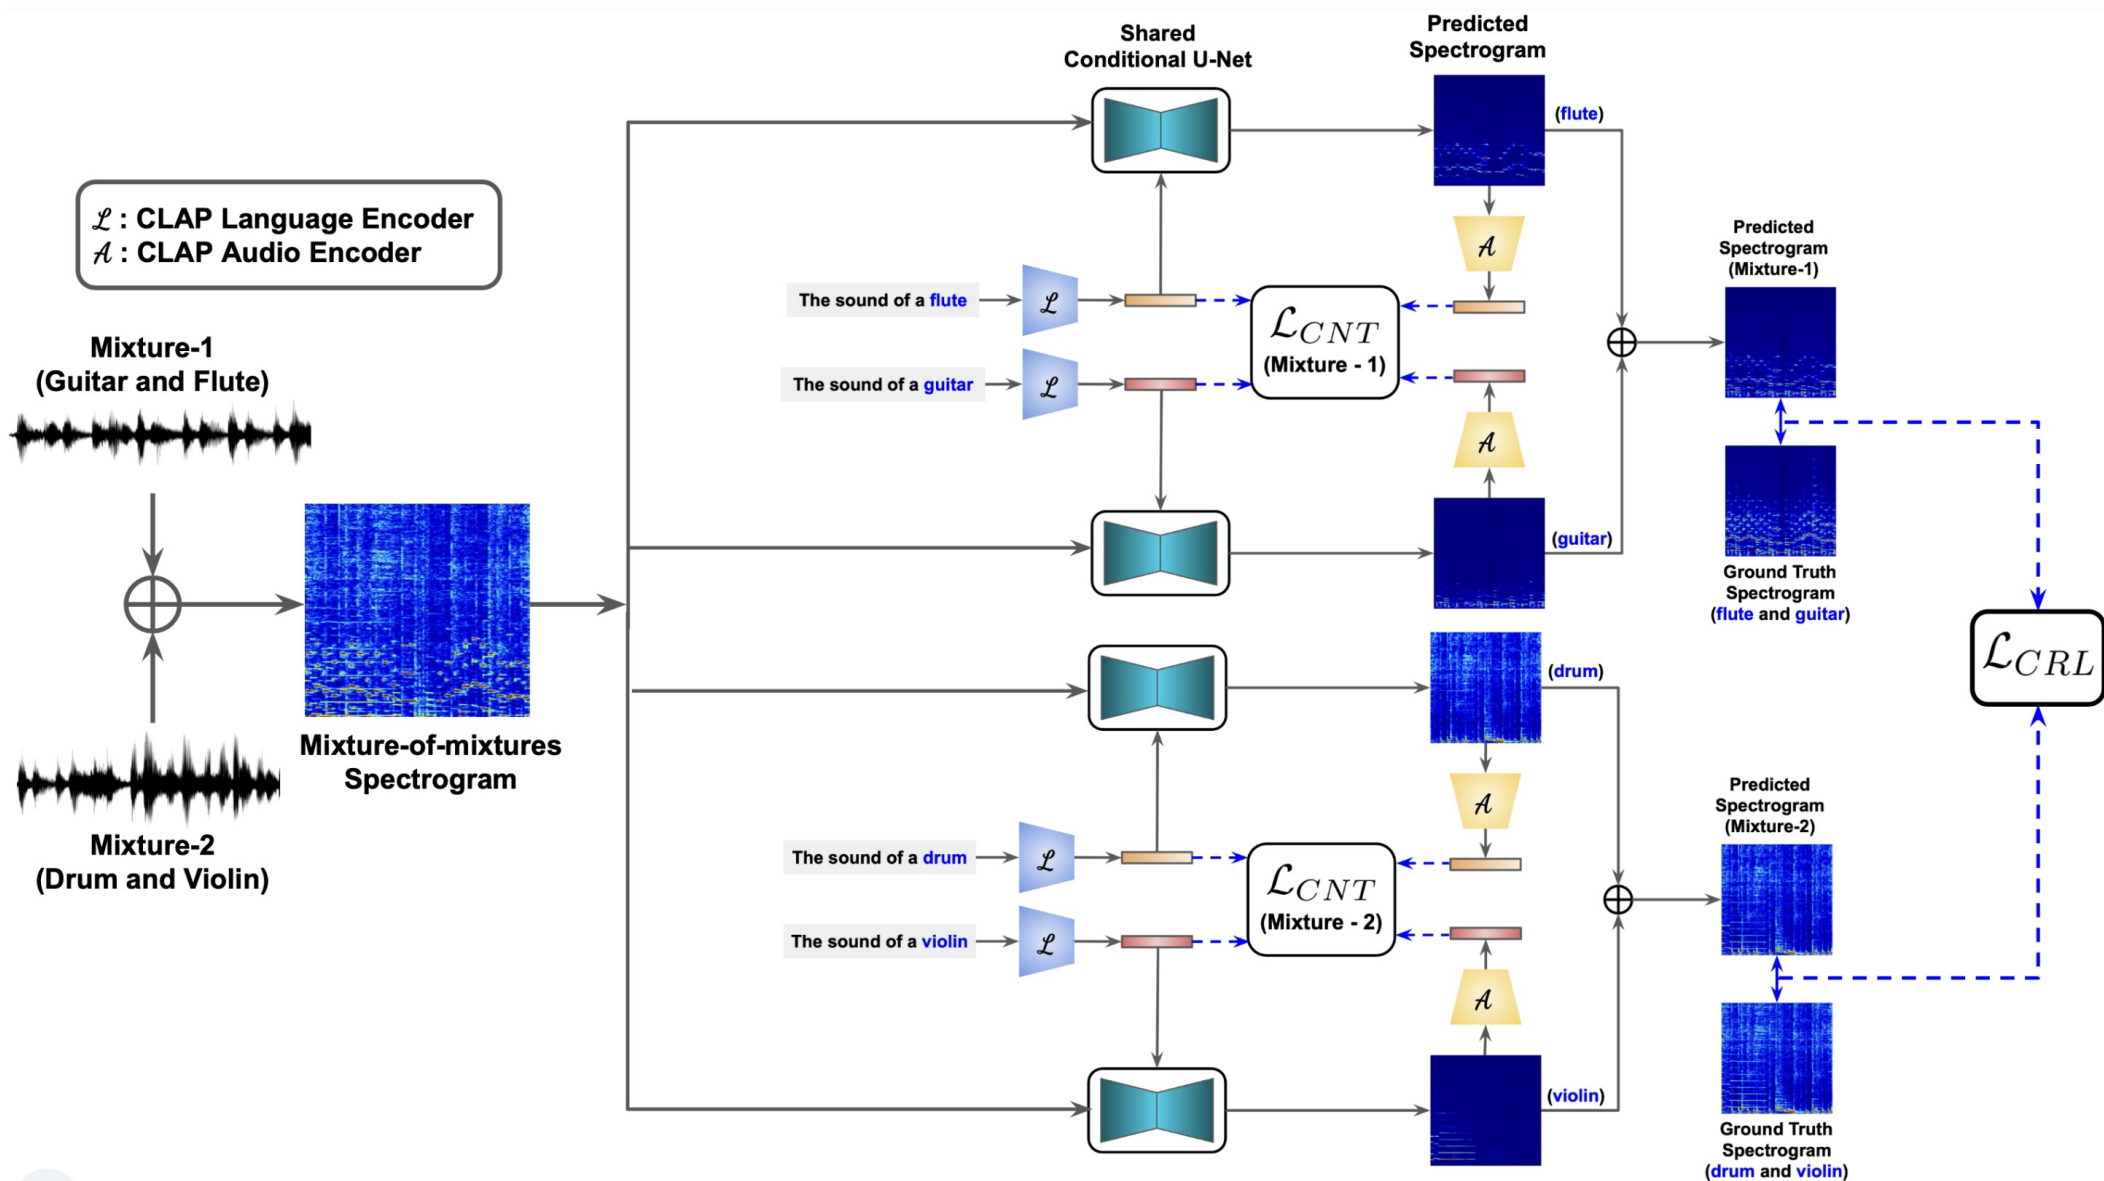 Shared
Conditional U-Net
Predicted
Spectrogram
(flute)
ℒ : CLAP Language Encoder
𝒜 : CLAP Audio Encoder
Mixture-1
(Guitar and Flute)
Mixture-2
(Drum and Violin)
Mixture-of-mixtures
Spectrogram
The sound of a flute
ℒ
The sound of a guitar
ℒ
ℒCNT
(Mixture - 1)
𝒜
𝒜
(guitar)
Predicted
Spectrogram
(Mixture-1)
Ground Truth
Spectrogram
(flute and guitar)
ℒCRL
(drum)
The sound of a drum
ℒ
The sound of a violin
ℒ
ℒCNT
(Mixture - 2)
𝒜
𝒜
(violin)
Predicted
Spectrogram
(Mixture-2)
Ground Truth
Spectrogram
(drum and violin)